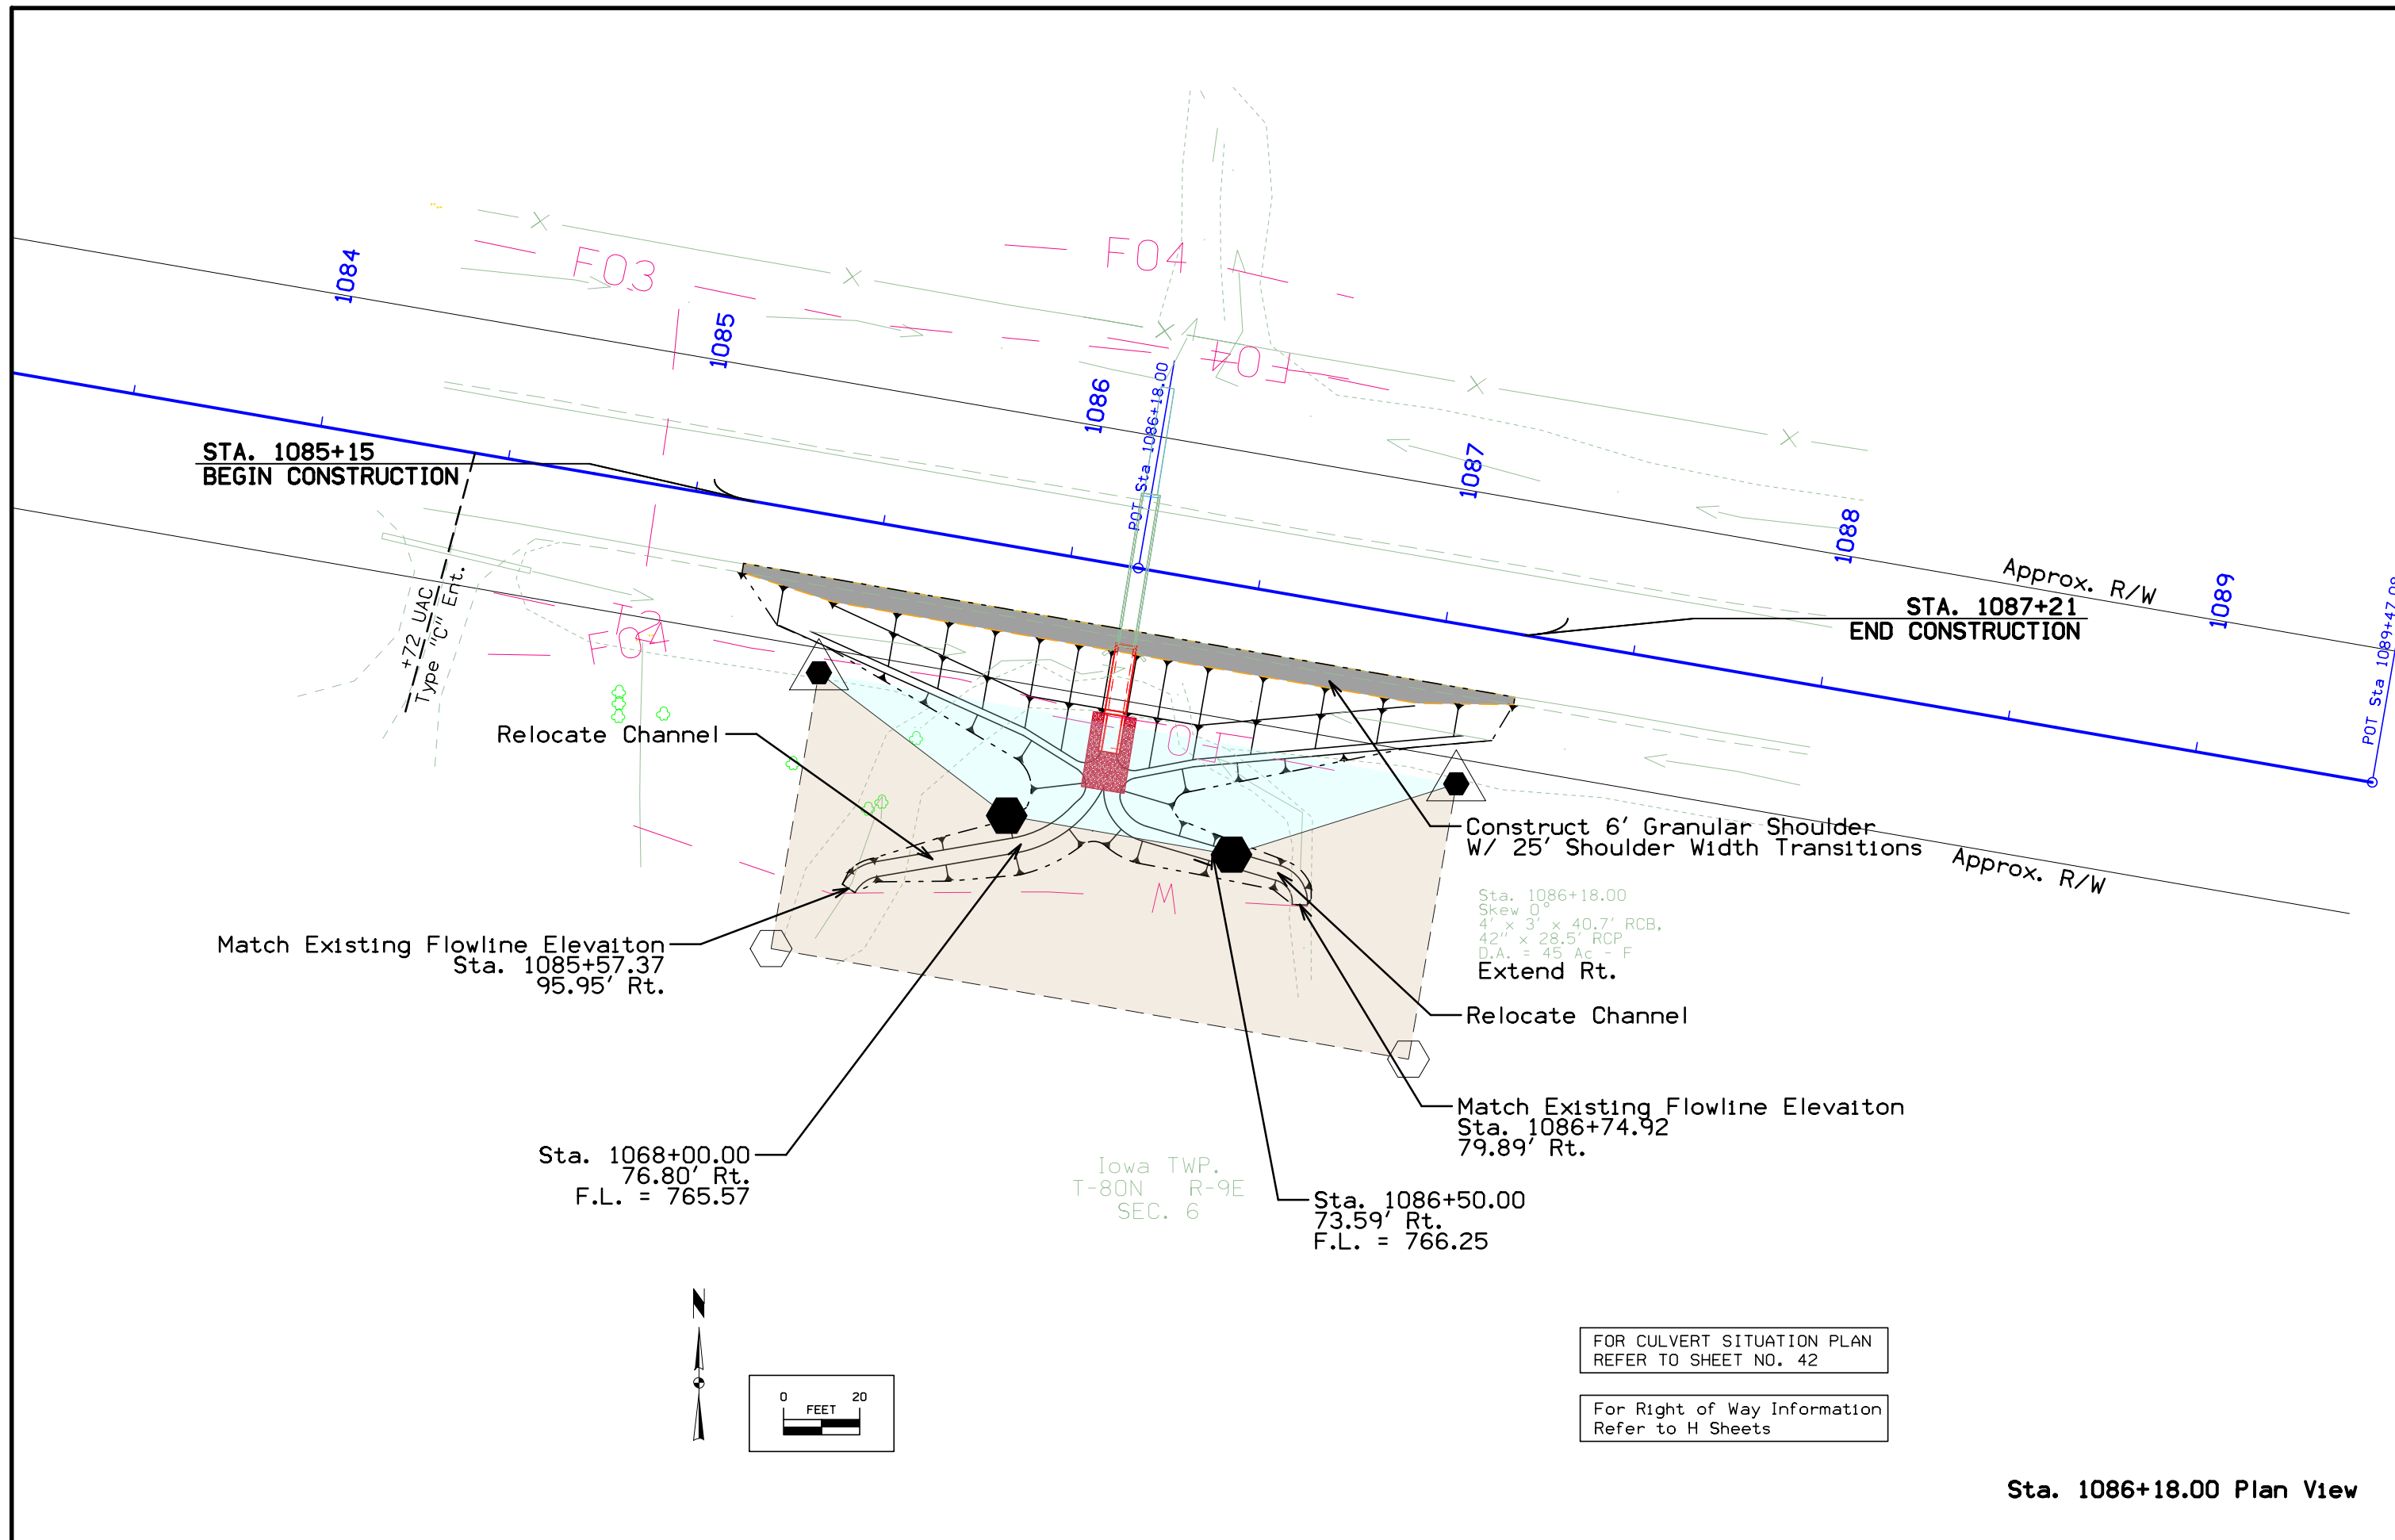 F03
F04
1084
1085
1086
POT Sta 1086+18.00
F04
1087
1088
1089
STA. 1085+15
BEGIN CONSTRUCTION
+72 UAC
Type "C" Ent.
T2
F04
Approx. R/W
STA. 1087+21
END CONSTRUCTION
POT Sta 1089+47.08
Relocate Channel
Construct 6' Granular Shoulder
W/ 25' Shoulder Width Transitions
Approx. R/W
W
Sta. 1086+18.00
Skew 0°
4' x 3' x 40.7' RCB,
42" x 28.5' RCP
D.A. = 45 Ac - F
Extend Rt.
Match Existing Flowline Elevaiton
Sta. 1085+57.37
95.95' Rt.
Relocate Channel
Match Existing Flowline Elevaiton
Sta. 1086+74.92
79.89' Rt.
Sta. 1068+00.00
76.80' Rt.
F.L. = 765.57
Iowa TWP.
T-80N R-9E
SEC. 6
Sta. 1086+50.00
73.59' Rt.
F.L. = 766.25
N
0 20
FEET
FOR CULVERT SITUATION PLAN
REFER TO SHEET NO. 42
For Right of Way Information
Refer to H Sheets
Sta. 1086+18.00 Plan View